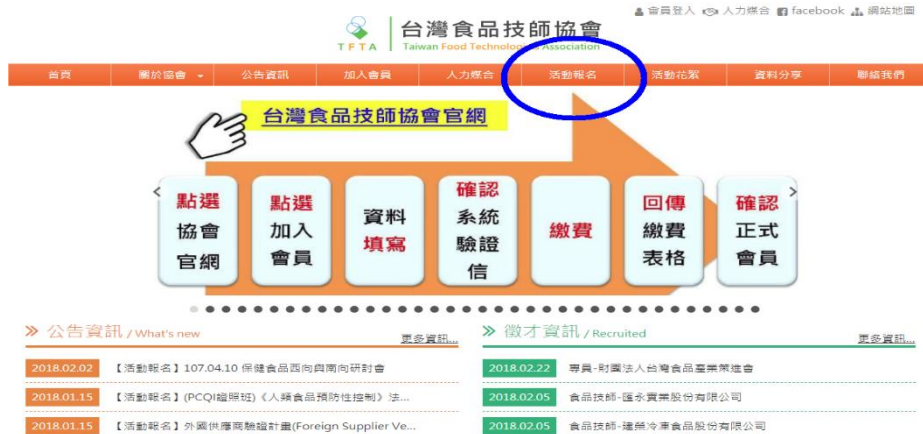 會員登入 人力媒合 facebook 網站地圖
台灣食品技師協會
TFTA Taiwan Food Technologist Association
首頁 關於協會 公告資訊 加入會員 人力媒合 活動報名 活動花絮 資料分享 聯絡我們
台灣食品技師協會官網
點選協會官網
點選加入會員
資料填寫
確認系統驗證信
繳費
回傳繳費表格
確認正式會員
公告資訊 / What's new 更多資訊...
2018.02.02 【活動報名】107.04.10 保健食品西向與南向研討會
2018.01.15 【活動報名】(PCQI證照班)《人類食品預防性控制》法...
2018.01.15 【活動報名】外國供應商驗證計畫(Foreign Supplier Ve...
徵才資訊 / Recruited 更多資訊...
2018.02.22 專員-財團法人台灣食品產業策進會
2018.02.05 食品技師-匯永實業股份有限公司
2018.02.05 食品技師-建榮冷凍食品股份有限公司